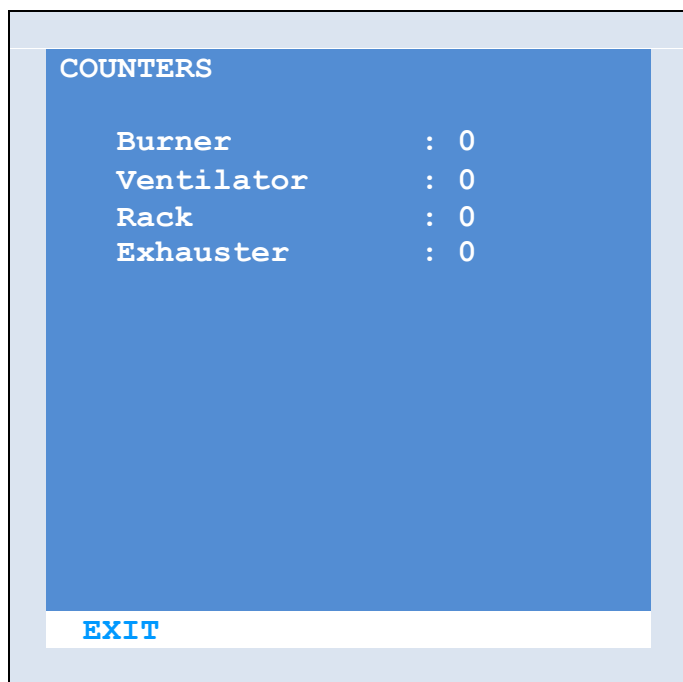 COUNTERS
Burner : 0
Ventilator : 0
Rack : 0
Exhauster : 0
EXIT